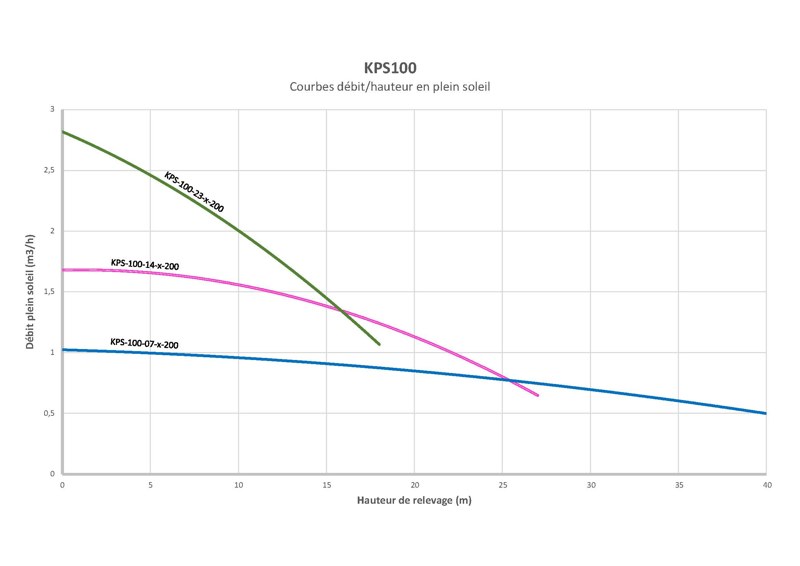 KPS100
Courbes débit/hauteur en plein soleil
Débit plein soleil (m3/h)
3
2,5
2
1,5
1
0,5
0
KPS-100-23-x-200
KPS-100-14-x-200
KPS-100-07-x-200
0 5 10 15 20 25 30 35 40
Hauteur de relevage (m)